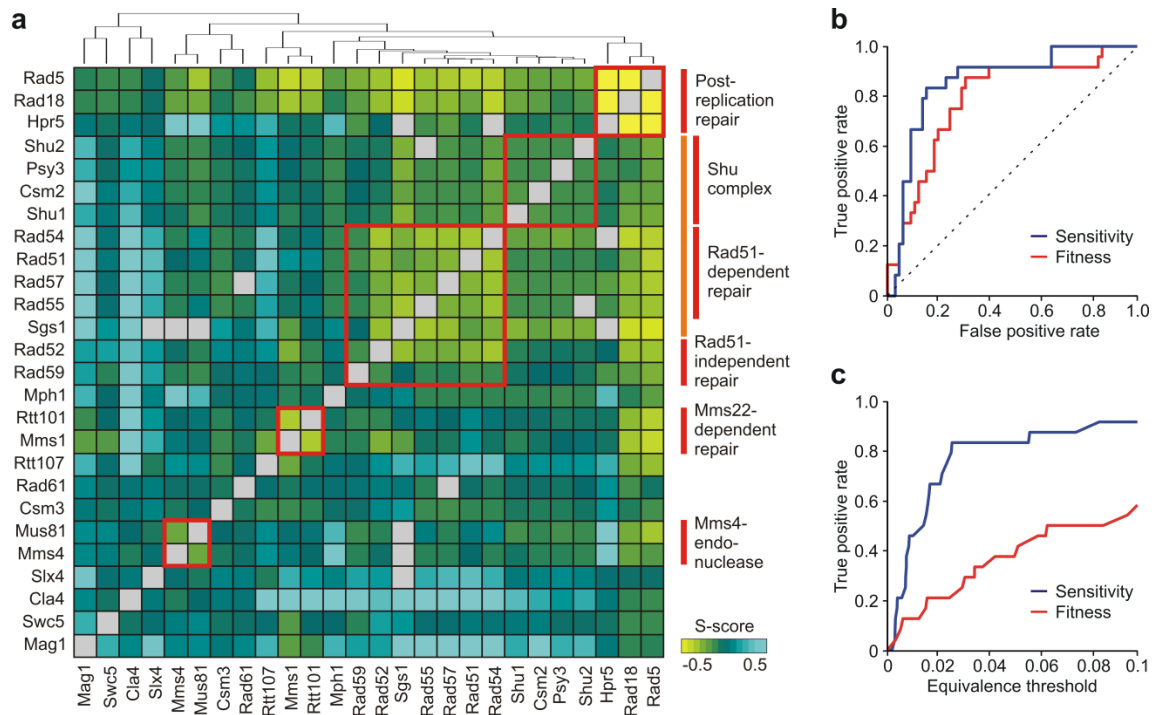 a
Rad5
Rad18
Hpr5
Shu2
Psy3
Csm2
Shu1
Rad54
Rad51
Rad57
Rad55
Sgs1
Rad52
Rad59
Mph1
Rtt101
Mms1
Rtt107
Rad61
Csm3
Mus81
Mms4
Slx4
Cla4
Swc5
Mag1
Post-
replication
repair
Shu
complex
Rad51-
dependent
repair
Rad51-
independent
repair
Mms22-
dependent
repair
Mms4-
endo-
nuclease
S-score
-0.5 0.5
Mag1 Swc5 Cla4 Slx4 Mms4 Mus81 Csm3 Rad61 Rtt107 Mms1 Rtt101 Mph1 Rad59 Rad52 Sgs1 Rad55 Rad57 Rad51 Rad54 Shu1 Csm2 Psy3 Shu2 Hpr5 Rad18 Rad5
b
True positive rate
1.0
0.8
0.6
0.4
0.2
0
Sensitivity
Fitness
0 0.2 0.4 0.6 0.8 1.0
False positive rate
c
True positive rate
1.0
0.8
0.6
0.4
0.2
0
Sensitivity
Fitness
0 0.02 0.04 0.06 0.08 0.1
Equivalence threshold